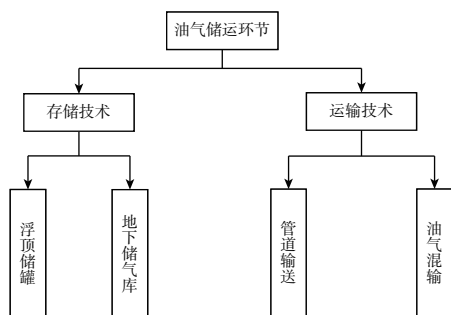 油气储运环节
存储技术
运输技术
浮顶储罐
地下储气库
管道输送
油气混输